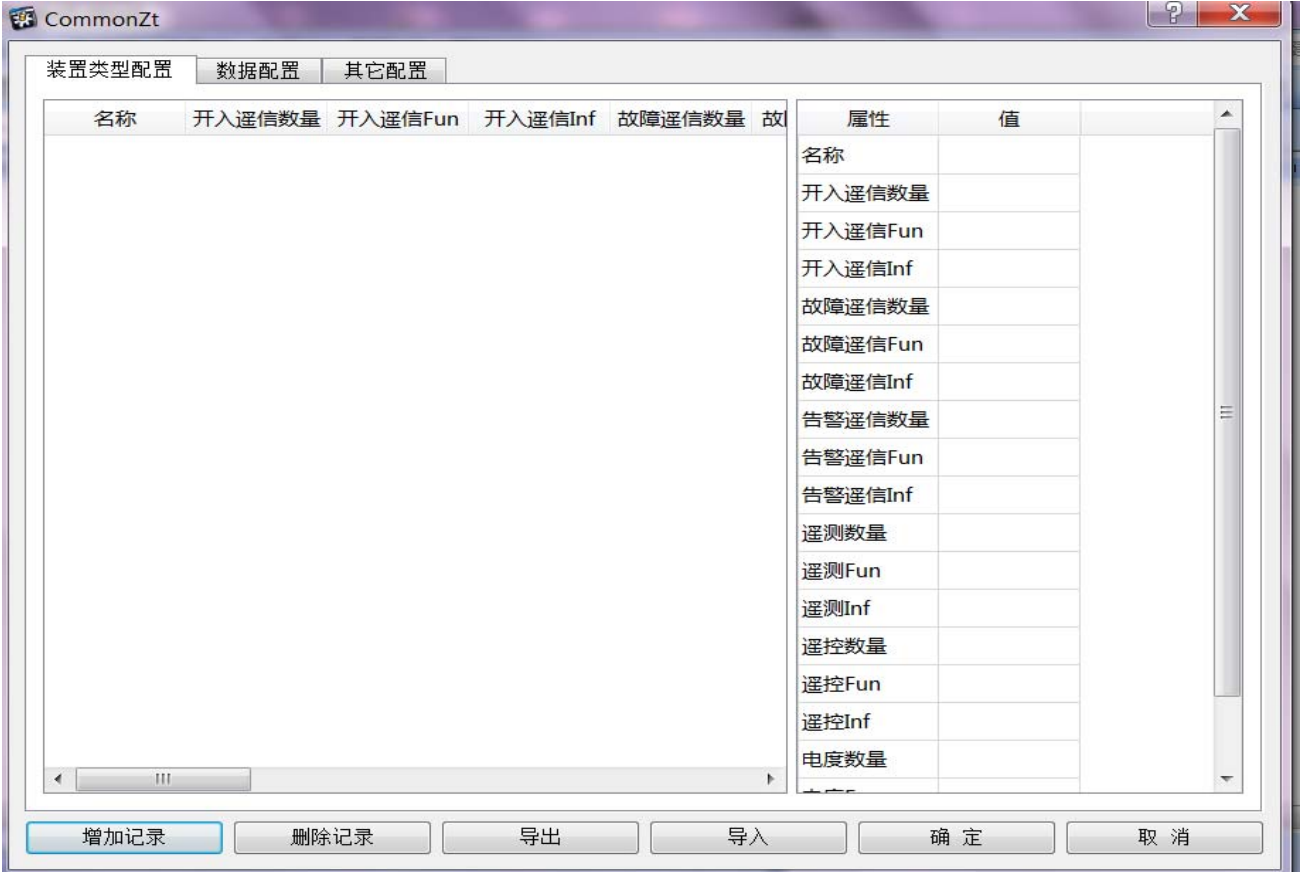 CommonZt
装置类型配置 数据配置 其它配置
名称 开入遥信数量 开入遥信Fun 开入遥信Inf 故障遥信数量 属性 值
名称
开入遥信数量
开入遥信Fun
开入遥信Inf
故障遥信数量
故障遥信Fun
故障遥信Inf
告警遥信数量
告警遥信Fun
告警遥信Inf
遥测数量
遥测Fun
遥测Inf
遥控数量
遥控Fun
遥控Inf
电度数量
增加记录 删除记录 导出 导入 确 定 取 消